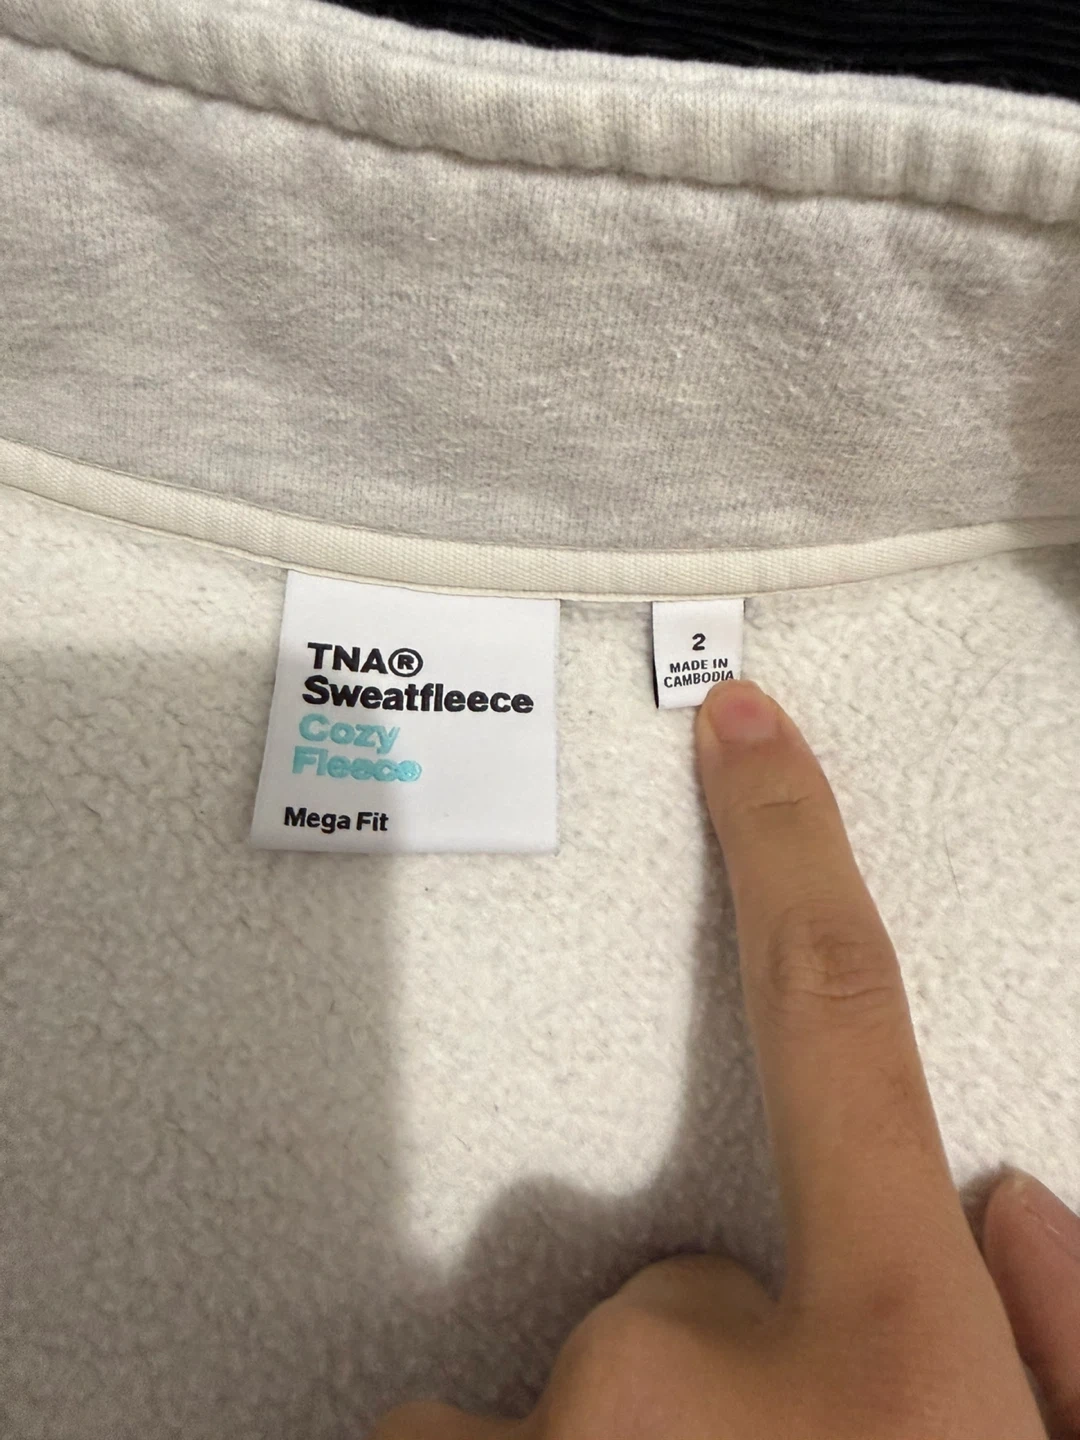 TNA®
Sweatfleece
Cozy
Fleece
Mega Fit
2
MADE IN
CAMBODIA